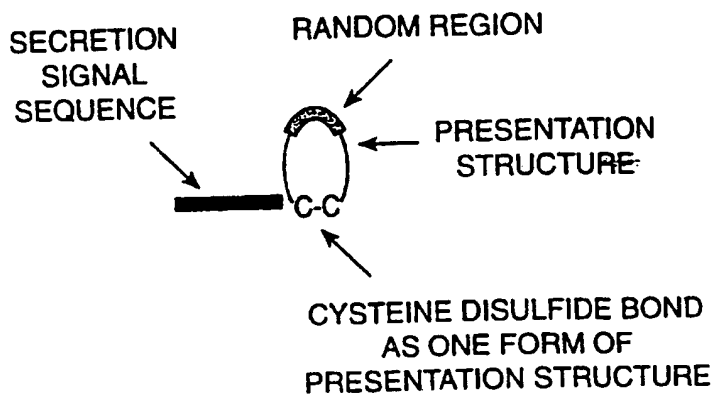 SECRETION
SIGNAL
SEQUENCE
RANDOM REGION
PRESENTATION
STRUCTURE
C-C
CYSTEINE DISULFIDE BOND
AS ONE FORM OF
PRESENTATION STRUCTURE